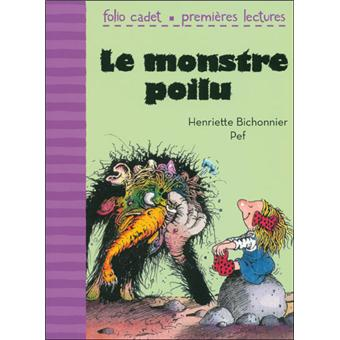 folio cadet ▪ premières lectures
Le monstre
poilu
Henriette Bichonnier
Pef